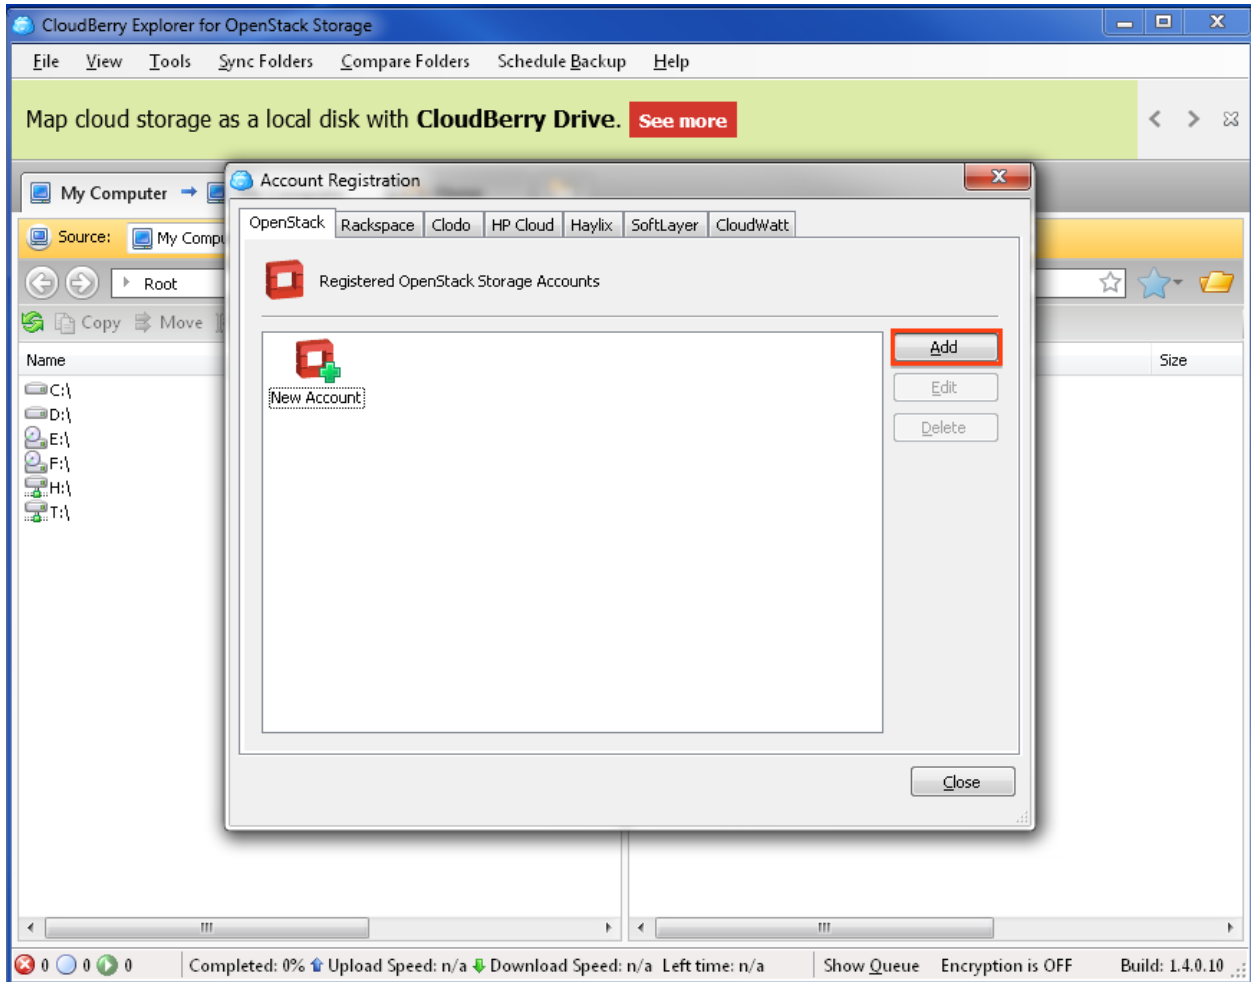 CloudBerry Explorer for OpenStack Storage
File View Tools Sync Folders Compare Folders Schedule Backup Help
Map cloud storage as a local disk with CloudBerry Drive. See more
My Computer
Account Registration
Source: My Compu
OpenStack Rackspace Clodo HP Cloud Haylix SoftLayer CloudWatt
Root
Registered OpenStack Storage Accounts
Copy Move
Name
Size
C:\
D:\
E:\
F:\
H:\
T:\
New Account
Add
Edit
Delete
Close
0 0 0 Completed: 0% Upload Speed: n/a Download Speed: n/a Left time: n/a Show Queue Encryption is OFF Build: 1.4.0.10